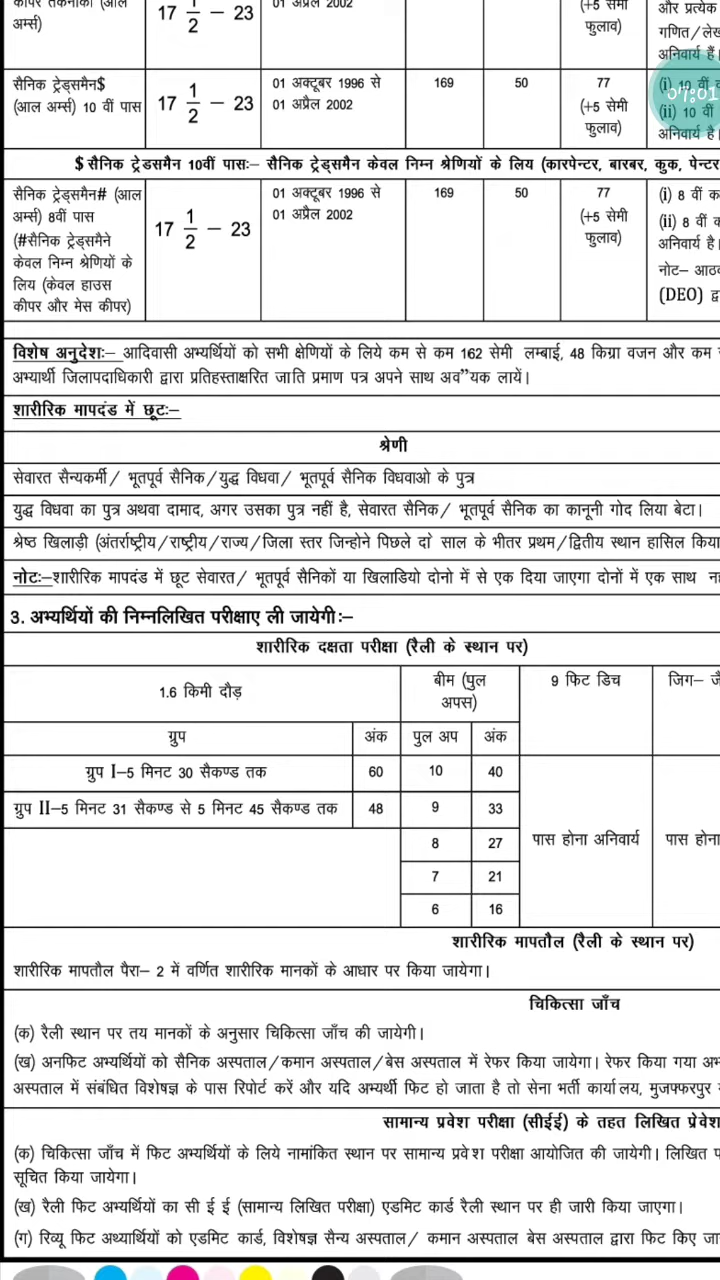 कीपर तकनीकी (आल
अर्म्स)
17 1/2 – 23
01 अप्रैल 2002
(+5 सेमी
फुलाव)
और प्रत्येक
गणित/लेख
अनिवार्य हैं।
07:01
सैनिक ट्रेड्समैन$
(आल अर्म्स) 10 वीं पास
17 1/2 – 23
01 अक्टूबर 1996 से
01 अप्रैल 2002
169
50
77
(+5 सेमी
फुलाव)
(i) 10 वीं
(ii) 10 वीं
अनिवार्य है।
$ सैनिक ट्रेडसमैन 10वीं पासः– सैनिक ट्रेड्समैन केवल निम्न श्रेणियों के लिय (कारपेन्टर, बारबर, कुक, पेन्टर
सैनिक ट्रेड्समैन# (आल
अर्म्स) 8वीं पास
(#सैनिक ट्रेड्समैने
केवल निम्न श्रेणियों के
लिय (केवल हाउस
कीपर और मेस कीपर)
17 1/2 – 23
01 अक्टूबर 1996 से
01 अप्रैल 2002
169
50
77
(+5 सेमी
फुलाव)
(i) 8 वीं क
(ii) 8 वीं क
अनिवार्य है।
नोट– आठव
(DEO) द्व
विशेष अनुदेशः– आदिवासी अभ्यर्थियों को सभी क्षेणियों के लिये कम से कम 162 सेमी लम्बाई, 48 किग्रा वजन और कम
अभ्यार्थी जिलापदाधिकारी द्वारा प्रतिहस्ताक्षरित जाति प्रमाण पत्र अपने साथ अव”यक लायें।
शारीरिक मापदंड में छूटः–
श्रेणी
सेवारत सैन्यकर्मी/ भूतपूर्व सैनिक/युद्ध विधवा/ भूतपूर्व सैनिक विधवाओ के पुत्र
युद्ध विधवा का पुत्र अथवा दामाद, अगर उसका पुत्र नहीं है, सेवारत सैनिक/ भूतपूर्व सैनिक का कानूनी गोद लिया बेटा।
श्रेष्ठ खिलाड़ी (अंतर्राष्ट्रीय/राष्ट्रीय/राज्य/जिला स्तर जिन्होने पिछले दो साल के भीतर प्रथम/द्वितीय स्थान हासिल किया
नोटः–शारीरिक मापदंड में छूट सेवारत/ भूतपूर्व सैनिकों या खिलाडियो दोनो में से एक दिया जाएगा दोनों में एक साथ
3. अभ्यर्थियों की निम्नलिखित परीक्षाए ली जायेगी :–
शारीरिक दक्षता परीक्षा (रैली के स्थान पर)
1.6 किमी दौड़
बीम (पुल
अपस)
9 फिट डिच
जिग– जै
ग्रुप
अंक
पुल अप
अंक
ग्रुप I–5 मिनट 30 सैकण्ड तक
60
10
40
ग्रुप II–5 मिनट 31 सैकण्ड से 5 मिनट 45 सैकण्ड तक
48
9
33
8
27
पास होना अनिवार्य
पास होना
7
21
6
16
शारीरिक मापतौल (रैली के स्थान पर)
शारीरिक मापतौल पैरा– 2 में वर्णित शारीरिक मानकों के आधार पर किया जायेगा।
चिकित्सा जाँच
(क) रैली स्थान पर तय मानकों के अनुसार चिकित्सा जाँच की जायेगी।
(ख) अनफिट अभ्यर्थियों को सैनिक अस्पताल/कमान अस्पताल/बेस अस्पताल में रेफर किया जायेगा। रेफर किया गया अभ
अस्पताल में संबंधित विशेषज्ञ के पास रिपोर्ट करें और यदि अभ्यर्थी फिट हो जाता है तो सेना भर्ती कार्यालय, मुजफ्फरपुर
सामान्य प्रवेश परीक्षा (सीईई) के तहत लिखित प्रेवेश
(क) चिकित्सा जाँच में फिट अभ्यर्थियों के लिये नामांकित स्थान पर सामान्य प्रवेश परीक्षा आयोजित की जायेगी। लिखित प
सूचित किया जायेगा।
(ख) रैली फिट अभ्यर्थियों का सी ई ई (सामान्य लिखित परीक्षा) एडमिट कार्ड रैली स्थान पर ही जारी किया जाएगा।
(ग) रिव्यू फिट अथ्यार्थियों को एडमिट कार्ड, विशेषज्ञ सैन्य अस्पताल/ कमान अस्पताल बेस अस्पताल द्वारा फिट किए जा